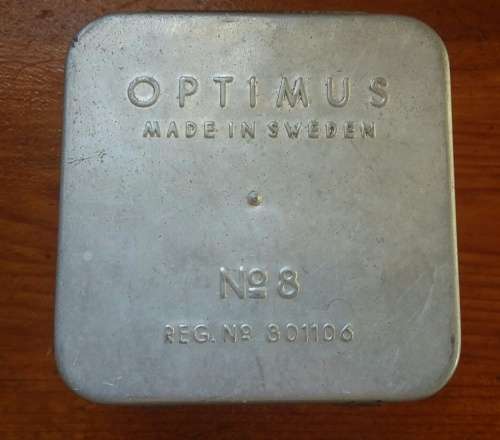 OPTIMUS
MADE IN SWEDEN
Nº 8
REG. Nº 301106